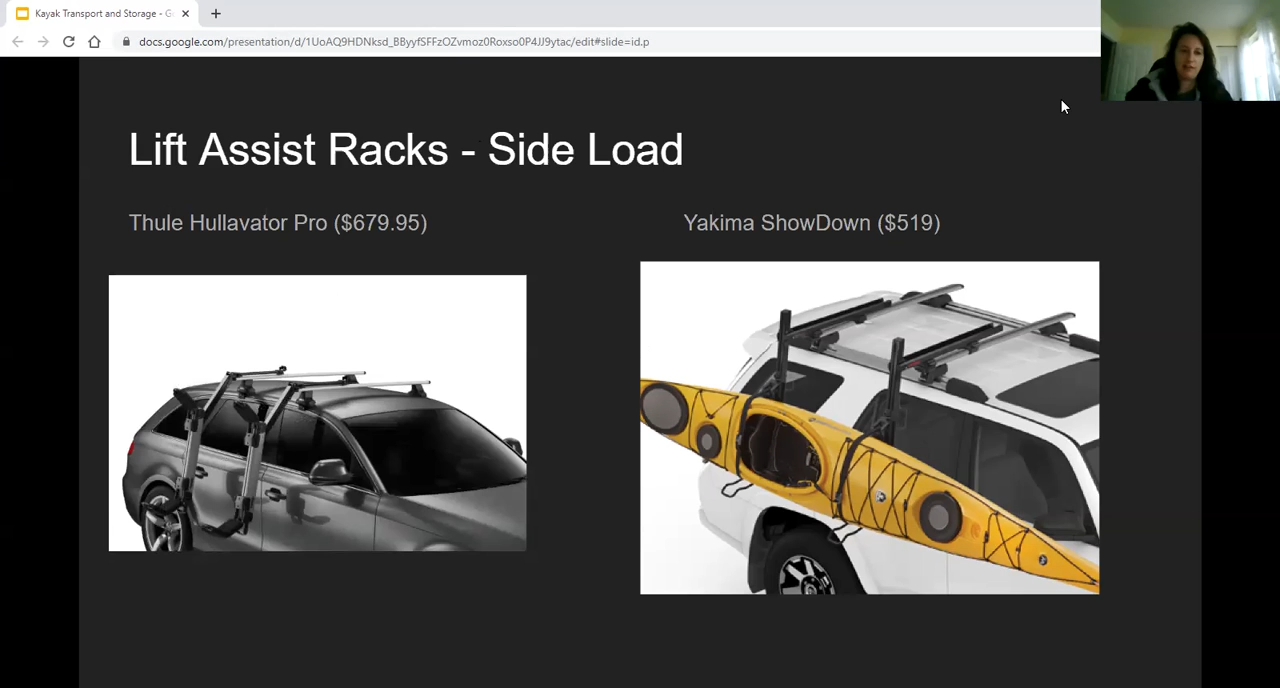 Kayak Transport and Storage - G
docs.google.com/presentation/d/1UoAQ9HDNksd_BByyfSFFzOZvmoz0Roxso0P4JJ9ytac/edit#slide=id.p
Lift Assist Racks - Side Load
Thule Hullavator Pro ($679.95)
Yakima ShowDown ($519)